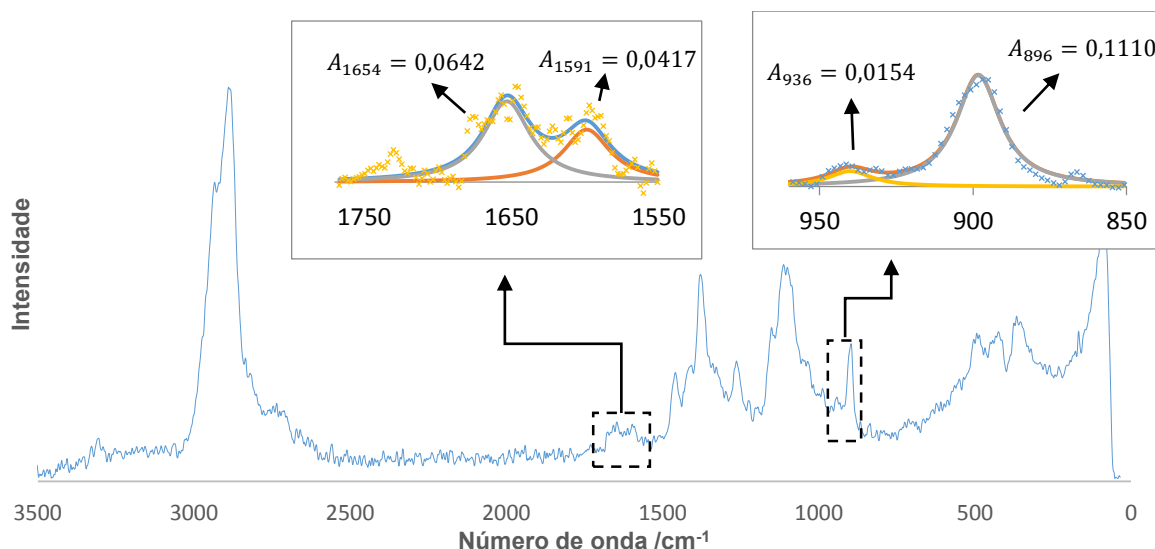 A₁₆₅₄ = 0,0642
A₁₅₉₁ = 0,0417
1750 1650 1550
A₉₃₆ = 0,0154
A₈₉₆ = 0,1110
950 900 850
Intensidade
3500 3000 2500 2000 1500 1000 500 0
Número de onda /cm⁻¹